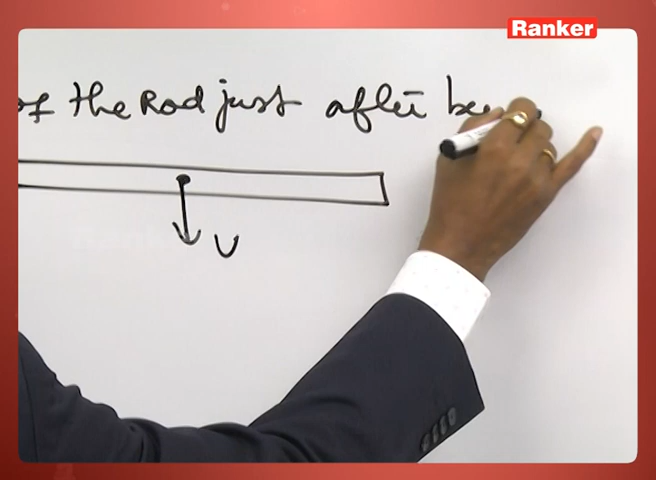 Ranker
of the Rod just after
U